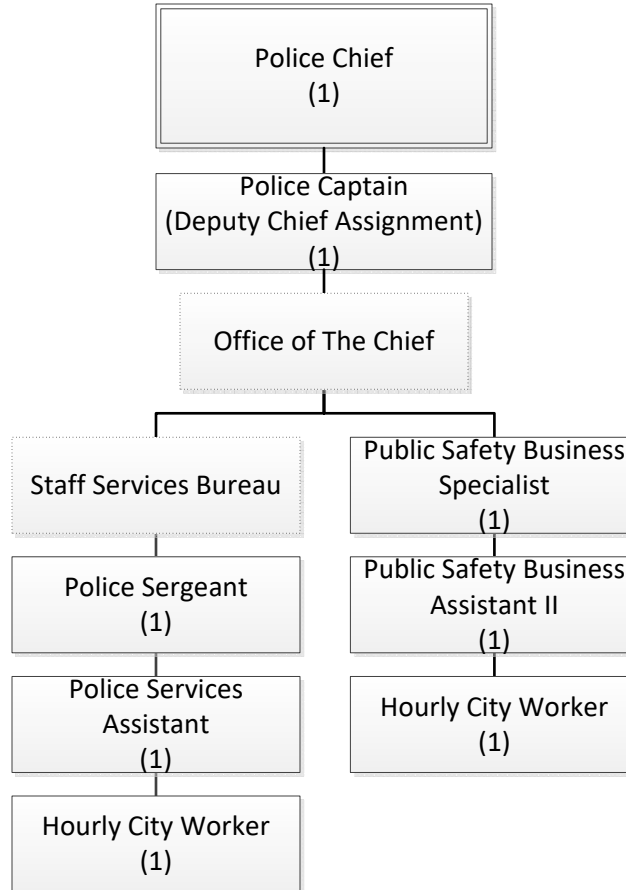 Police Chief
(1)
Police Captain
(Deputy Chief Assignment)
(1)
Office of The Chief
Staff Services Bureau
Police Sergeant
(1)
Police Services
Assistant
(1)
Hourly City Worker
(1)
Public Safety Business
Specialist
(1)
Public Safety Business
Assistant II
(1)
Hourly City Worker
(1)